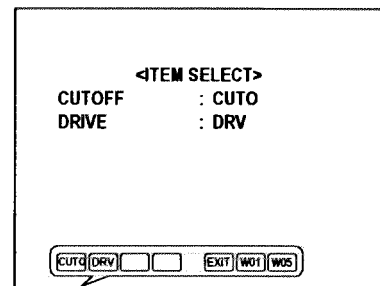 <ITEM SELECT>
CUTOFF : CUTO
DRIVE : DRV
CUTO DRV EXIT W01 W05